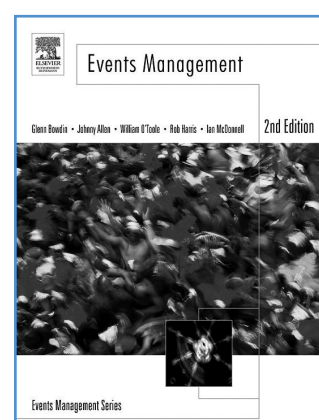 ELSEVIER
Events Management
Glenn Bowdin • Johnny Allen • William O'Toole • Rob Harris • Ian McDonnell
2nd Edition
Events Management Series